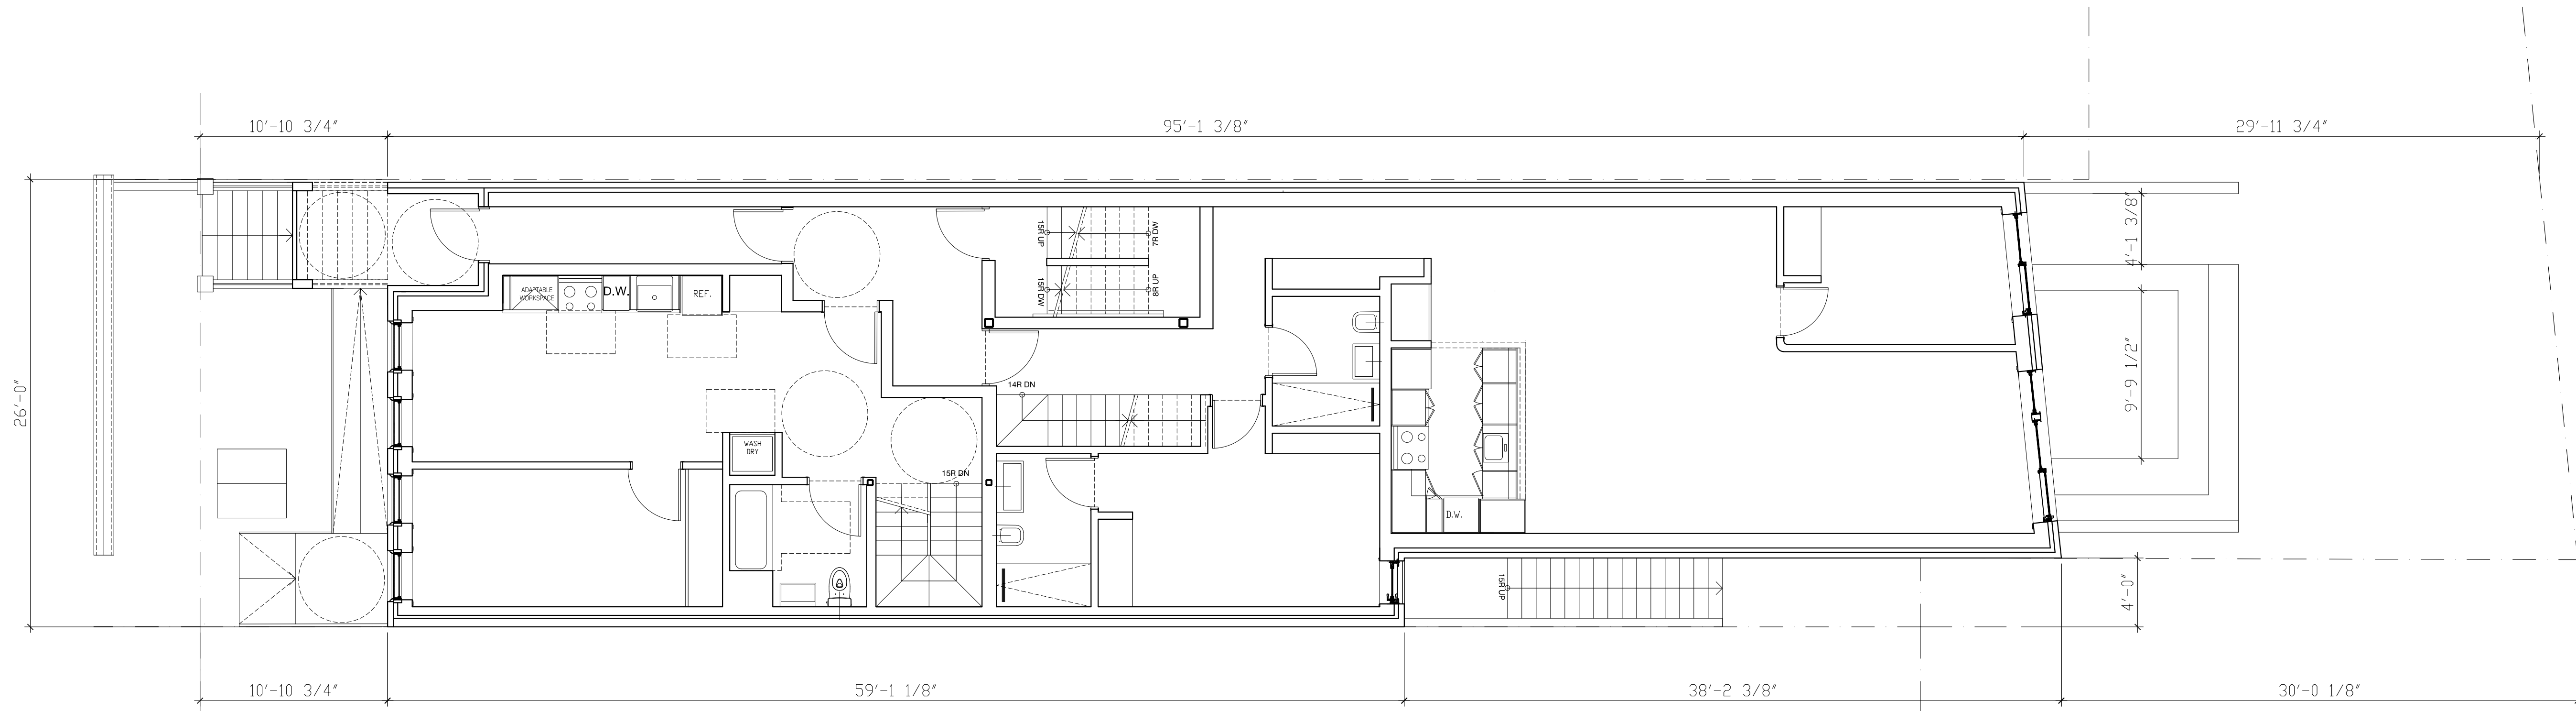 10'-10 3/4"
95'-1 3/8"
29'-11 3/4"
26'-0"
4'-1 3/8"
9'-9 1/2"
4'-0"
15R UP
7R DW
15R DW
8R UP
ADAPTABLE
WORKSPACE
D.W.
REF.
14R DN
WASH
DRY
15R DN
D.W.
15R UP
10'-10 3/4"
59'-1 1/8"
38'-2 3/8"
30'-0 1/8"